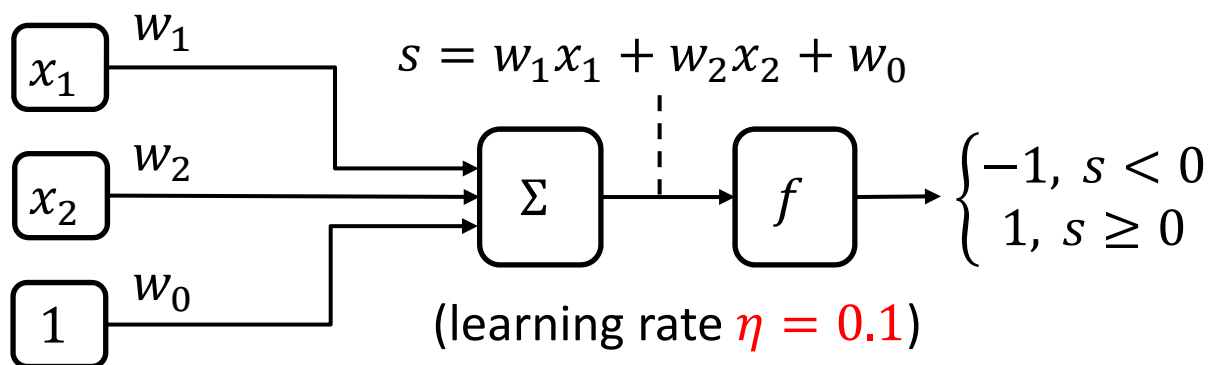 w₁
x₁
s = w₁x₁ + w₂x₂ + w₀
w₂
x₂
Σ
f
−1, s < 0
1, s ≥ 0
w₀
1
(learning rate η = 0.1)